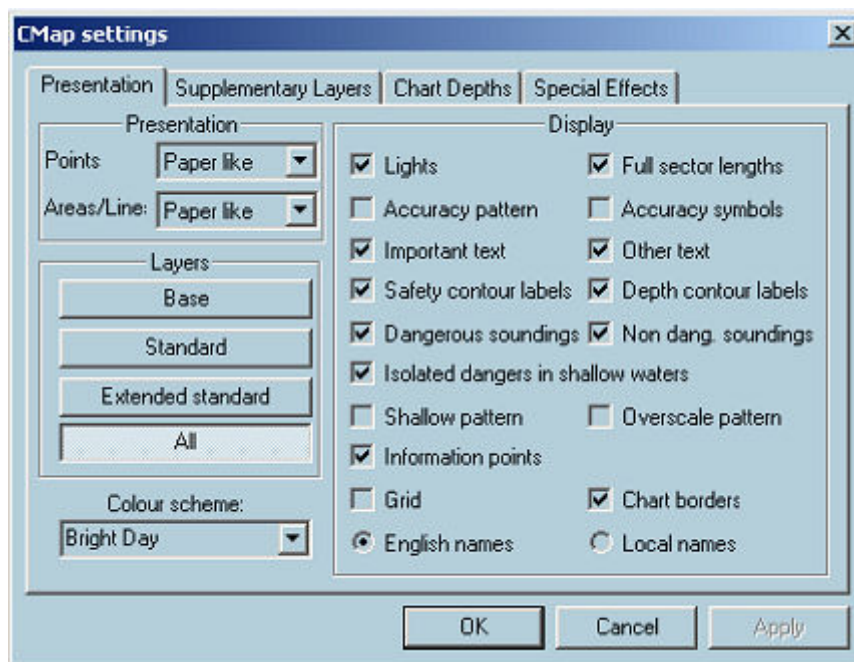 CMap settings
Presentation Supplementary Layers Chart Depths Special Effects
Presentation
Points Paper like
Areas/Line: Paper like
Layers
Base
Standard
Extended standard
All
Colour scheme:
Bright Day
Display
Lights Full sector lengths
Accuracy pattern Accuracy symbols
Important text Other text
Safety contour labels Depth contour labels
Dangerous soundings Non dang. soundings
Isolated dangers in shallow waters
Shallow pattern Overscale pattern
Information points
Grid Chart borders
English names Local names
OK Cancel Apply